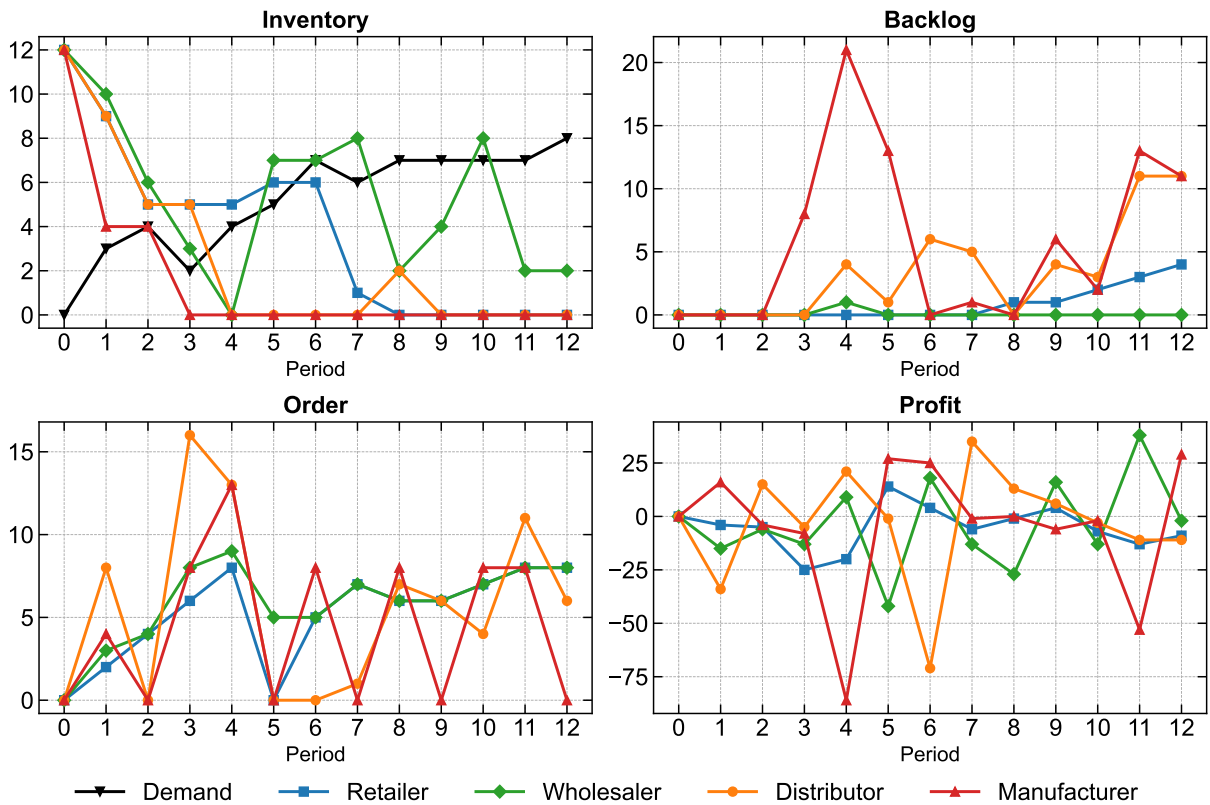 Inventory
12
10
8
6
4
2
0
0 1 2 3 4 5 6 7 8 9 10 11 12
Period
Backlog
20
15
10
5
0
0 1 2 3 4 5 6 7 8 9 10 11 12
Period
Order
15
10
5
0
0 1 2 3 4 5 6 7 8 9 10 11 12
Period
Profit
25
0
−25
−50
−75
0 1 2 3 4 5 6 7 8 9 10 11 12
Period
Demand Retailer Wholesaler Distributor Manufacturer